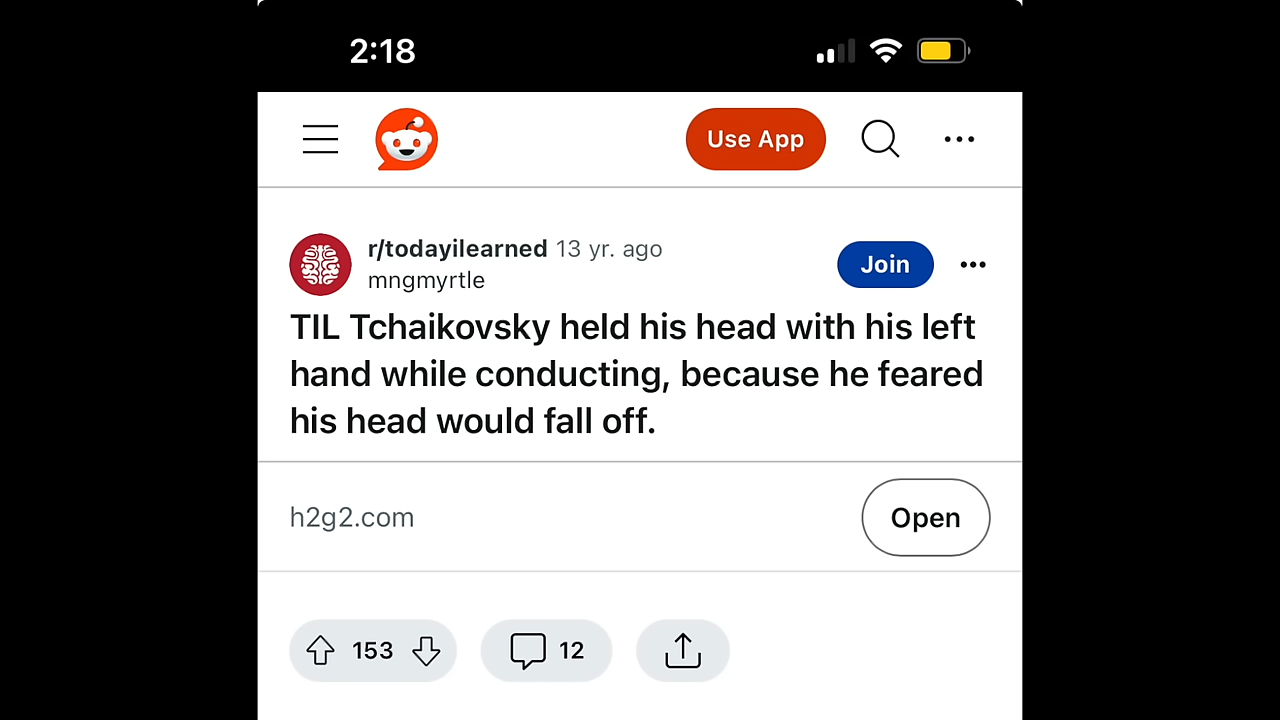 2:18
Use App
r/todayilearned 13 yr. ago
mngmyrtle
Join
TIL Tchaikovsky held his head with his left
hand while conducting, because he feared
his head would fall off.
h2g2.com
Open
153
12